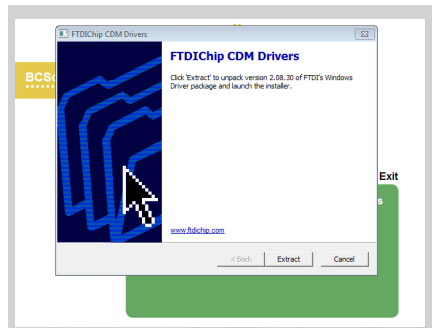 FTDIChip CDM Drivers
FTDIChip CDM Drivers
Click 'Extract' to unpack version 2.08.30 of FTDI's Windows
Driver package and launch the installer.
BCSo
Exit
s
www.ftdichip.com
< Back
Extract
Cancel